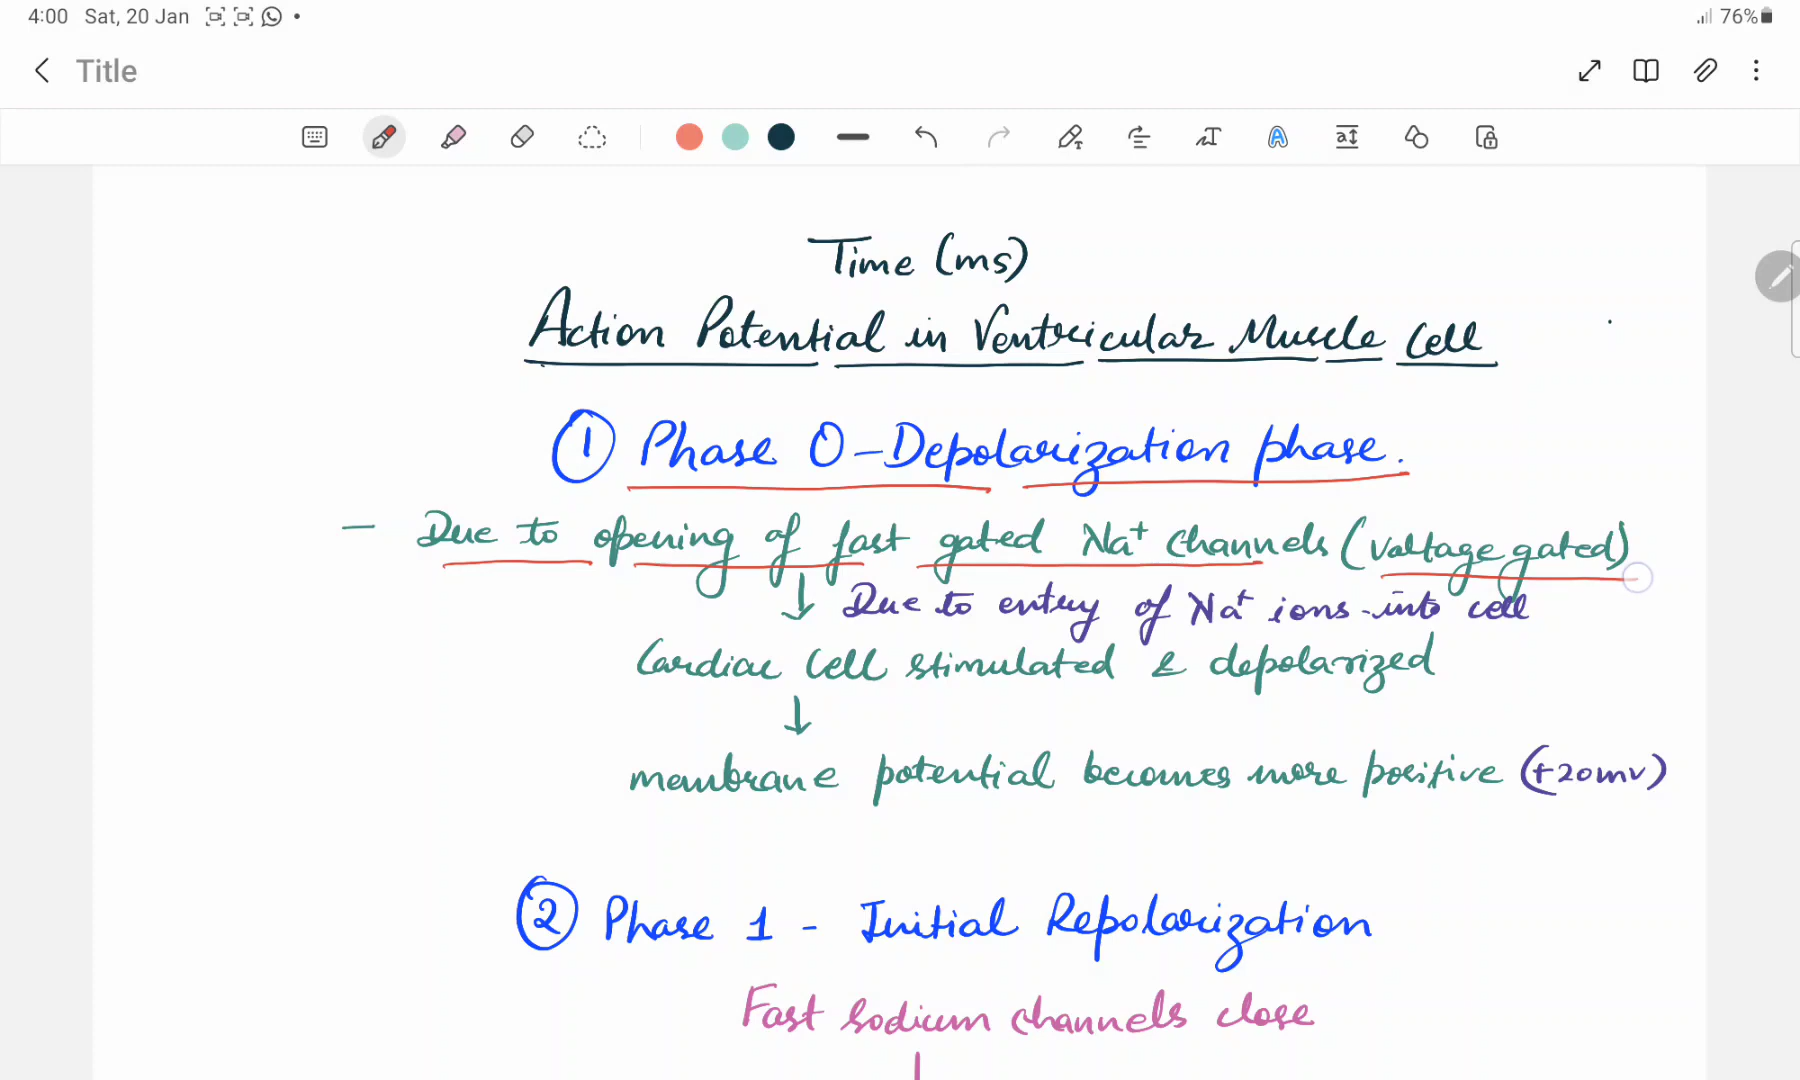 4:00 Sat, 20 Jan 76%
Title
Time (ms)
Action Potential in Ventricular Muscle Cell
① Phase 0-Depolarization phase.
- Due to opening of fast gated Na+ channels (voltage gated)
↓ Due to entry of Na+ ions into cell
Cardiac cell stimulated & depolarized
↓
membrane potential becomes more positive (+20mv)
② Phase 1 - Initial Repolarization
Fast sodium channels close